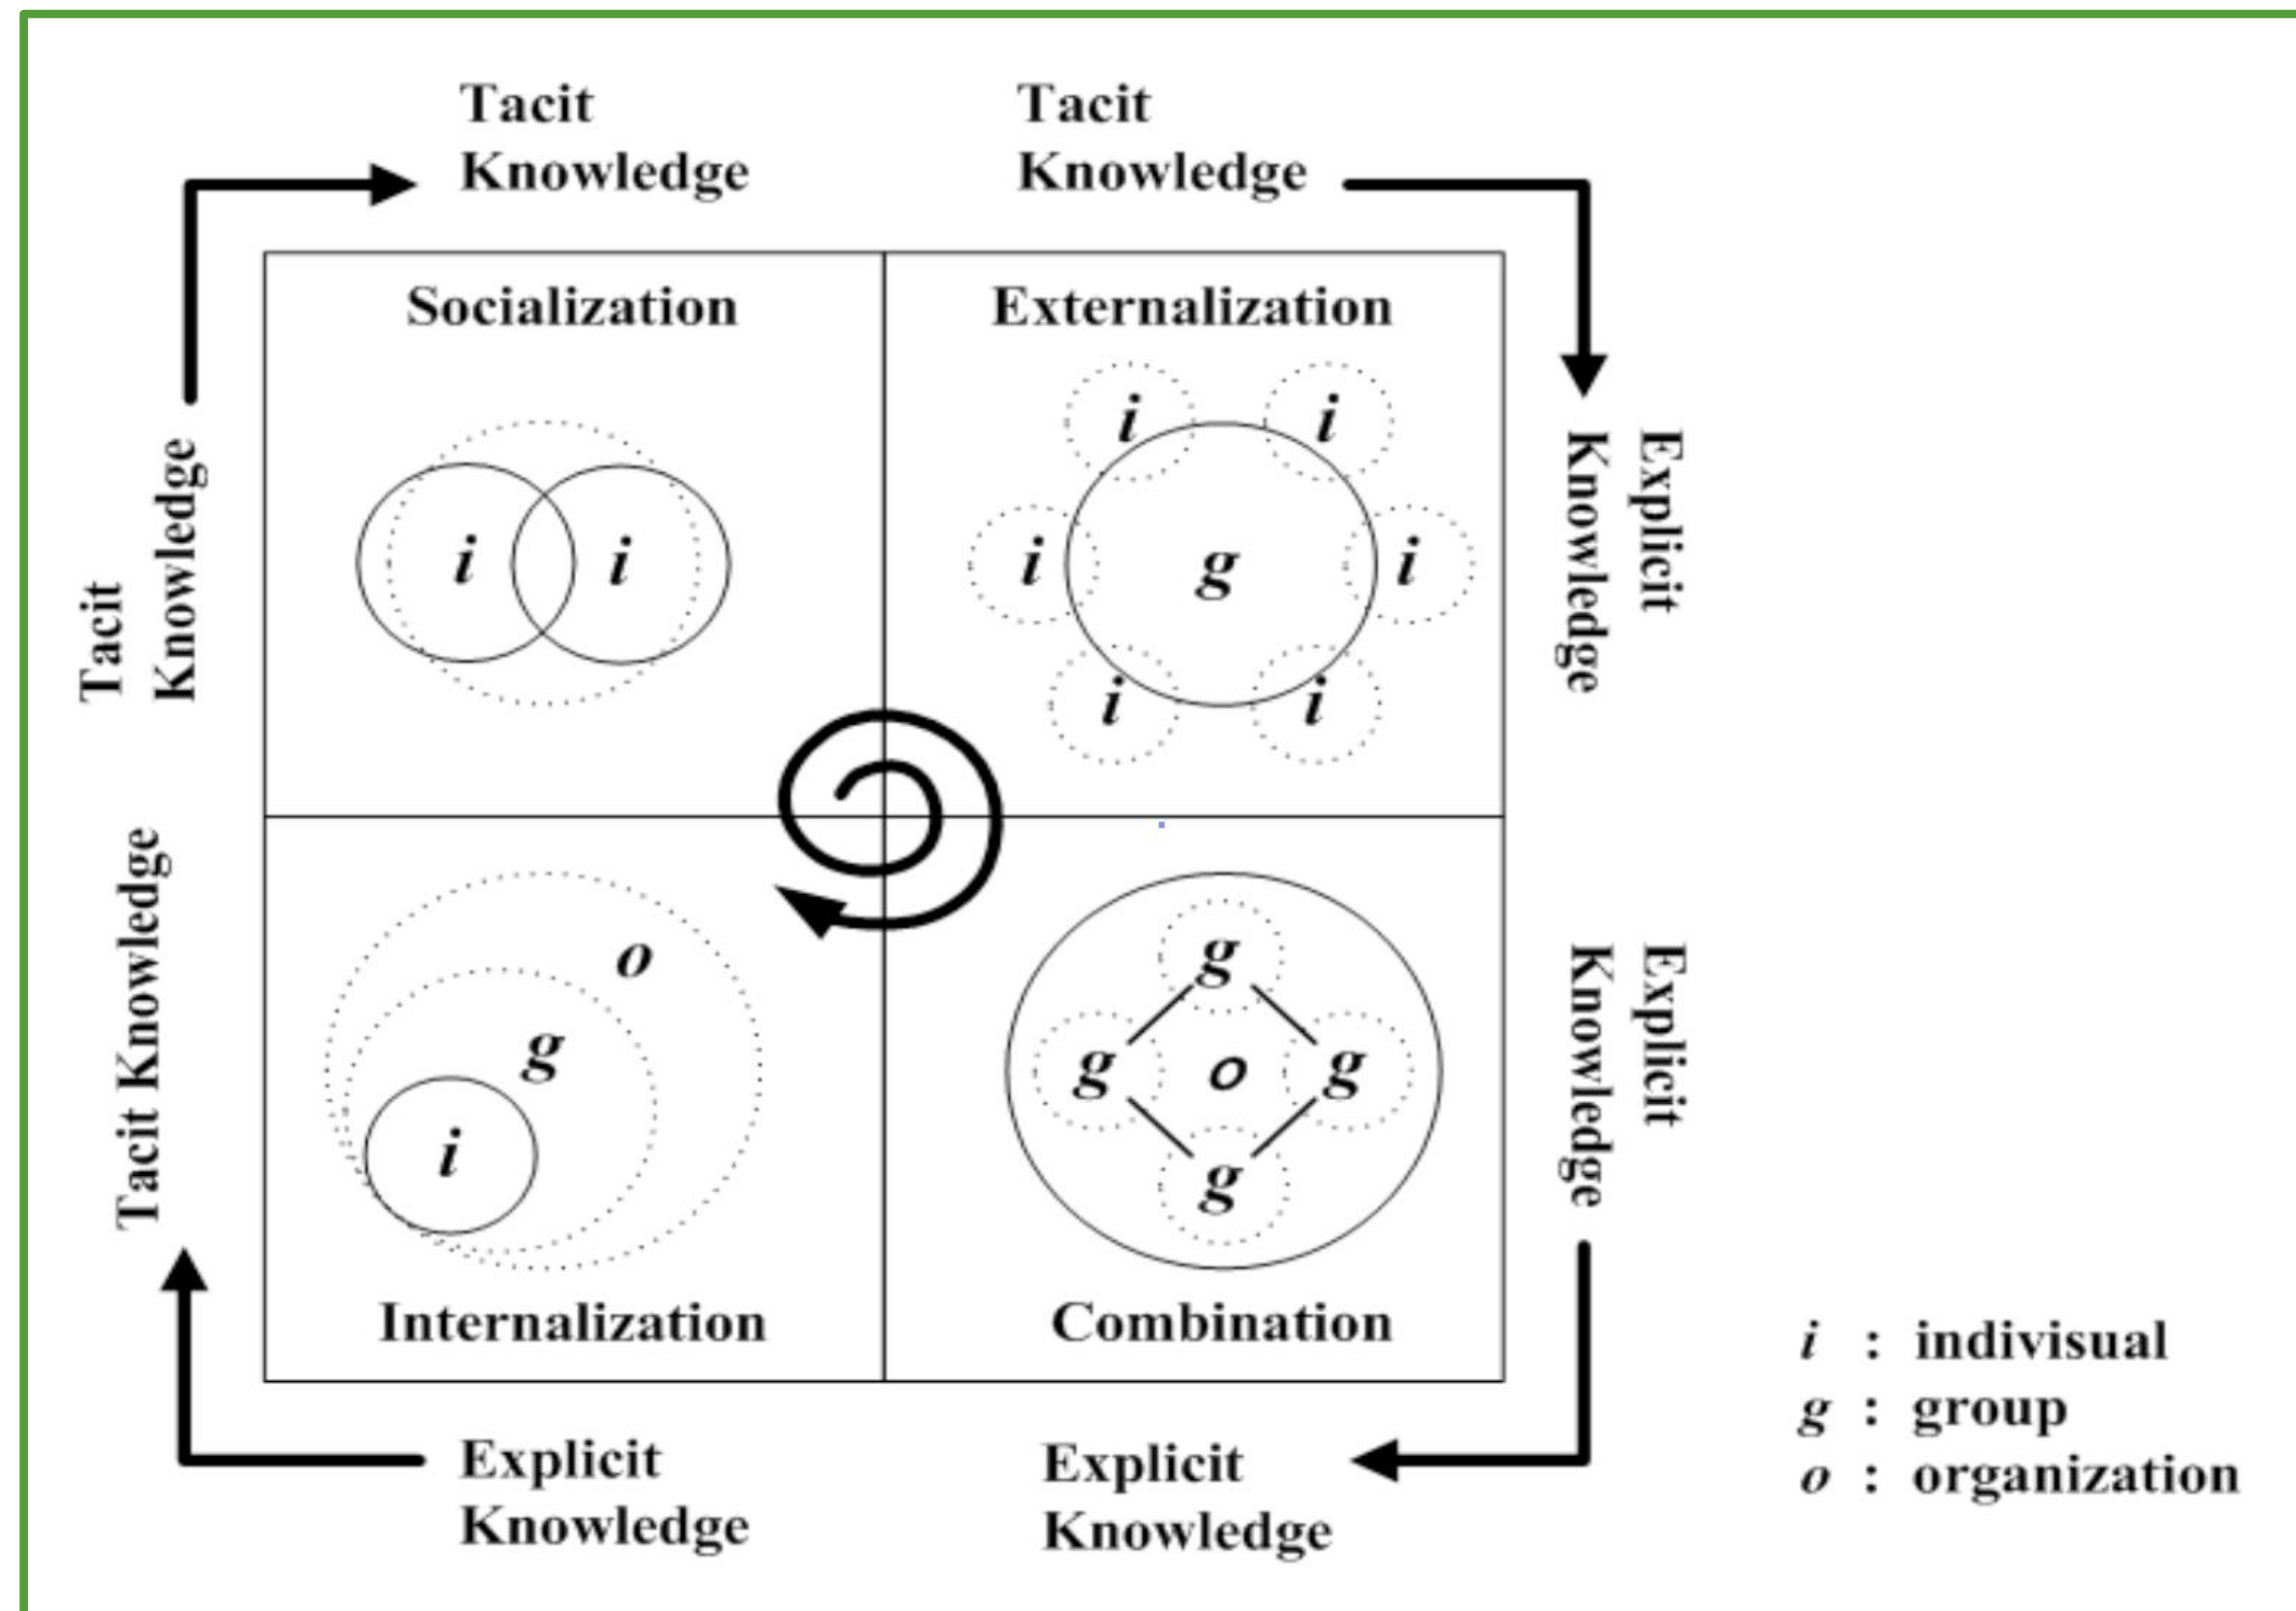 Tacit
Knowledge
Tacit
Knowledge
Tacit
Knowledge
Socialization
i
i
Externalization
i
i
i
g
i
i
i
Explicit
Knowledge
Tacit Knowledge
o
g
i
Internalization
g
g
o
g
g
Combination
Explicit
Knowledge
Explicit
Knowledge
Explicit
Knowledge
i : indivisual
g : group
o : organization